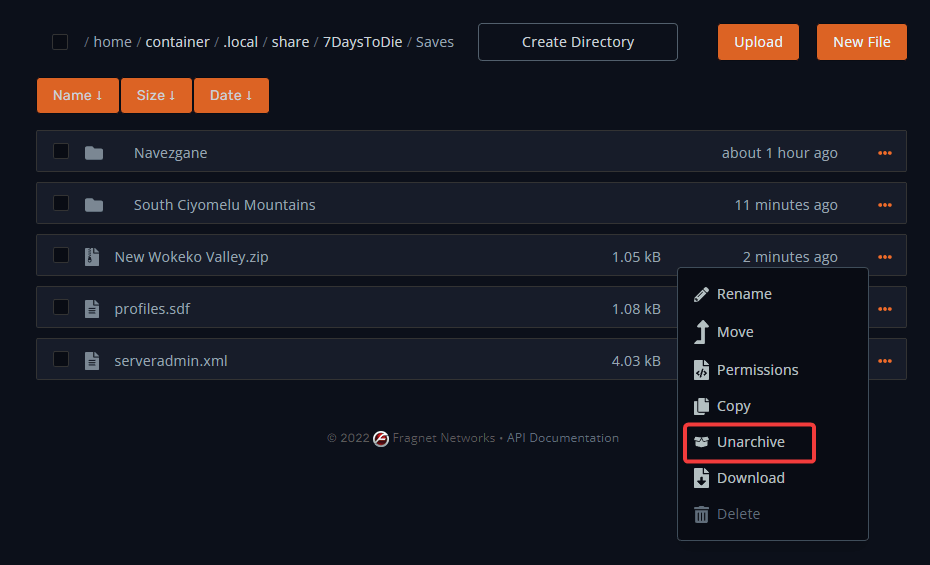 / home / container / .local / share / 7DaysToDie / Saves Create Directory Upload New File
Name ↓ Size ↓ Date ↓
Navezgane about 1 hour ago
South Ciyomelu Mountains 11 minutes ago
New Wokeko Valley.zip 1.05 kB 2 minutes ago
Rename
profiles.sdf 1.08 kB
Move
serveradmin.xml 4.03 kB
Permissions
Copy
© 2022 Fragnet Networks • API Documentation
Unarchive
Download
Delete